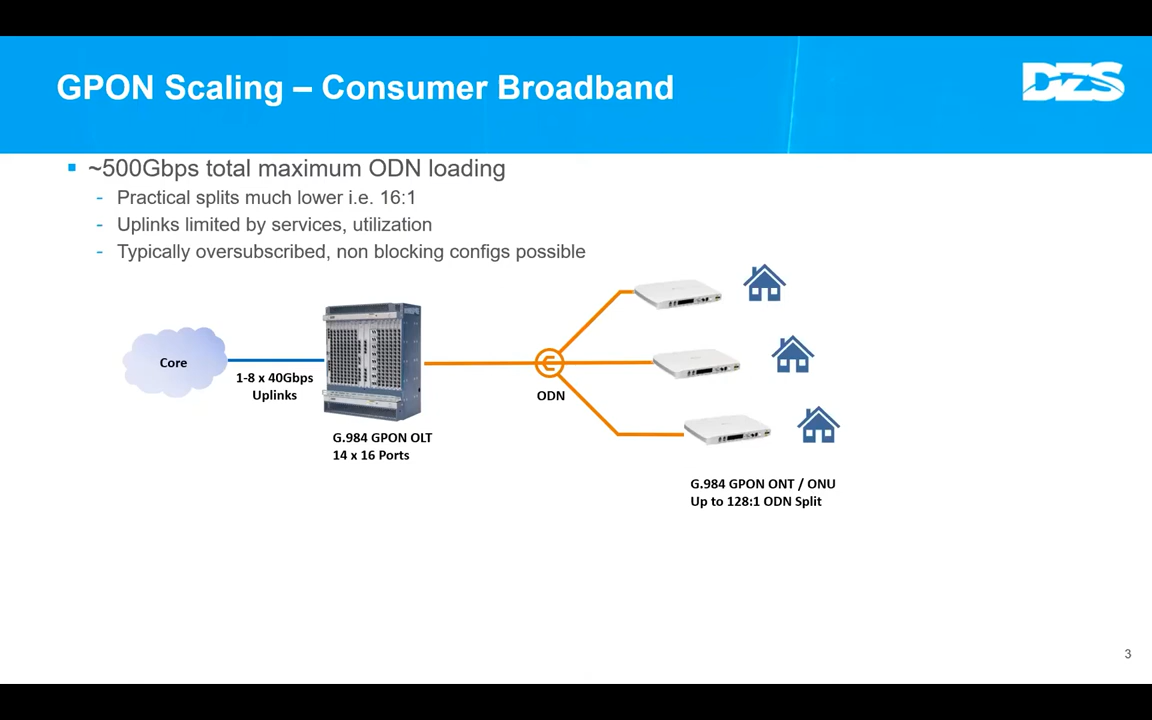 GPON Scaling – Consumer Broadband
DZS
~500Gbps total maximum ODN loading
- Practical splits much lower i.e. 16:1
- Uplinks limited by services, utilization
- Typically oversubscribed, non blocking configs possible
Core
1-8 x 40Gbps
Uplinks
ODN
G.984 GPON OLT
14 x 16 Ports
G.984 GPON ONT / ONU
Up to 128:1 ODN Split
3